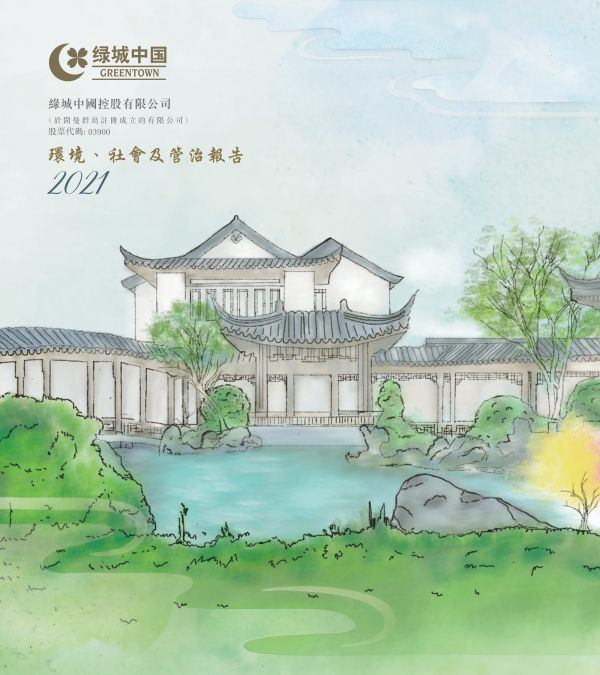 绿城中国
GREENTOWN
綠城中國控股有限公司
(於開曼群島註冊成立的有限公司)
股票代碼: 03900
環境、社會及管治報告
2021